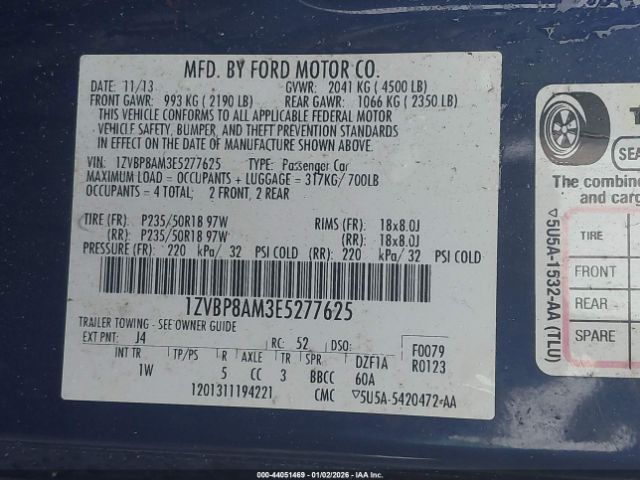 MFD. BY FORD MOTOR CO.
DATE: 11/13 GVWR: 2041 KG ( 4500 LB)
FRONT GAWR: 993 KG ( 2190 LB) REAR GAWR: 1066 KG ( 2350 LB)
THIS VEHICLE CONFORMS TO ALL APPLICABLE FEDERAL MOTOR
VEHICLE SAFETY, BUMPER, AND THEFT PREVENTION STANDARDS
IN EFFECT ON THE DATE OF MANUFACTURE SHOWN ABOVE.
VIN: 1ZVBP8AM3E5277625 TYPE: Passenger Car
MAXIMUM LOAD = OCCUPANTS + LUGGAGE = 317KG/ 700LB
OCCUPANTS = 4 TOTAL; 2 FRONT, 2 REAR
TIRE (FR): P235/50R18 97W RIMS (FR): 18x8.0J
(RR): P235/50R18 97W (RR): 18x8.0J
PRESSURE (FR): 220 kPa/ 32 PSI COLD (RR): 220 kPa/ 32 PSI COLD
1ZVBP8AM3E5277625
TRAILER TOWING - SEE OWNER GUIDE
EXT PNT: J4 RC: 52 DSO: F0079
R0123
INT TR TP/PS R AXLE TR SPR DZF1A
1W 5 CC 3 BBCC 60A
1201311194221 CMC ▽5U5A-5420472-AA
▽5U5A-1532-AA (TLU)
SEA
The combin
and carg
TIRE
FRONT
REAR
SPARE
000-44051469 - 01/02/2026 - IAA Inc.